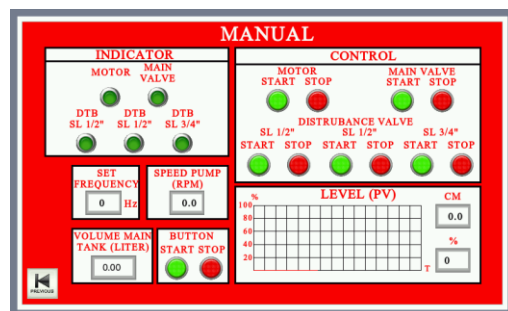 MANUAL
INDICATOR
MOTOR MAIN VALVE
DTB SL 1/2" DTB SL 1/2" DTB SL 3/4"
CONTROL
MOTOR MAIN VALVE
START STOP START STOP
DISTRUBANCE VALVE
SL 1/2" SL 1/2" SL 3/4"
START STOP START STOP START STOP
SET
FREQUENCY
0 Hz
SPEED PUMP
(RPM)
0.0
VOLUME MAIN
TANK (LITER)
0.00
BUTTON
START STOP
LEVEL (PV)
%
100
80
60
40
20
T
CM
0.0
%
0
PREVIOUS